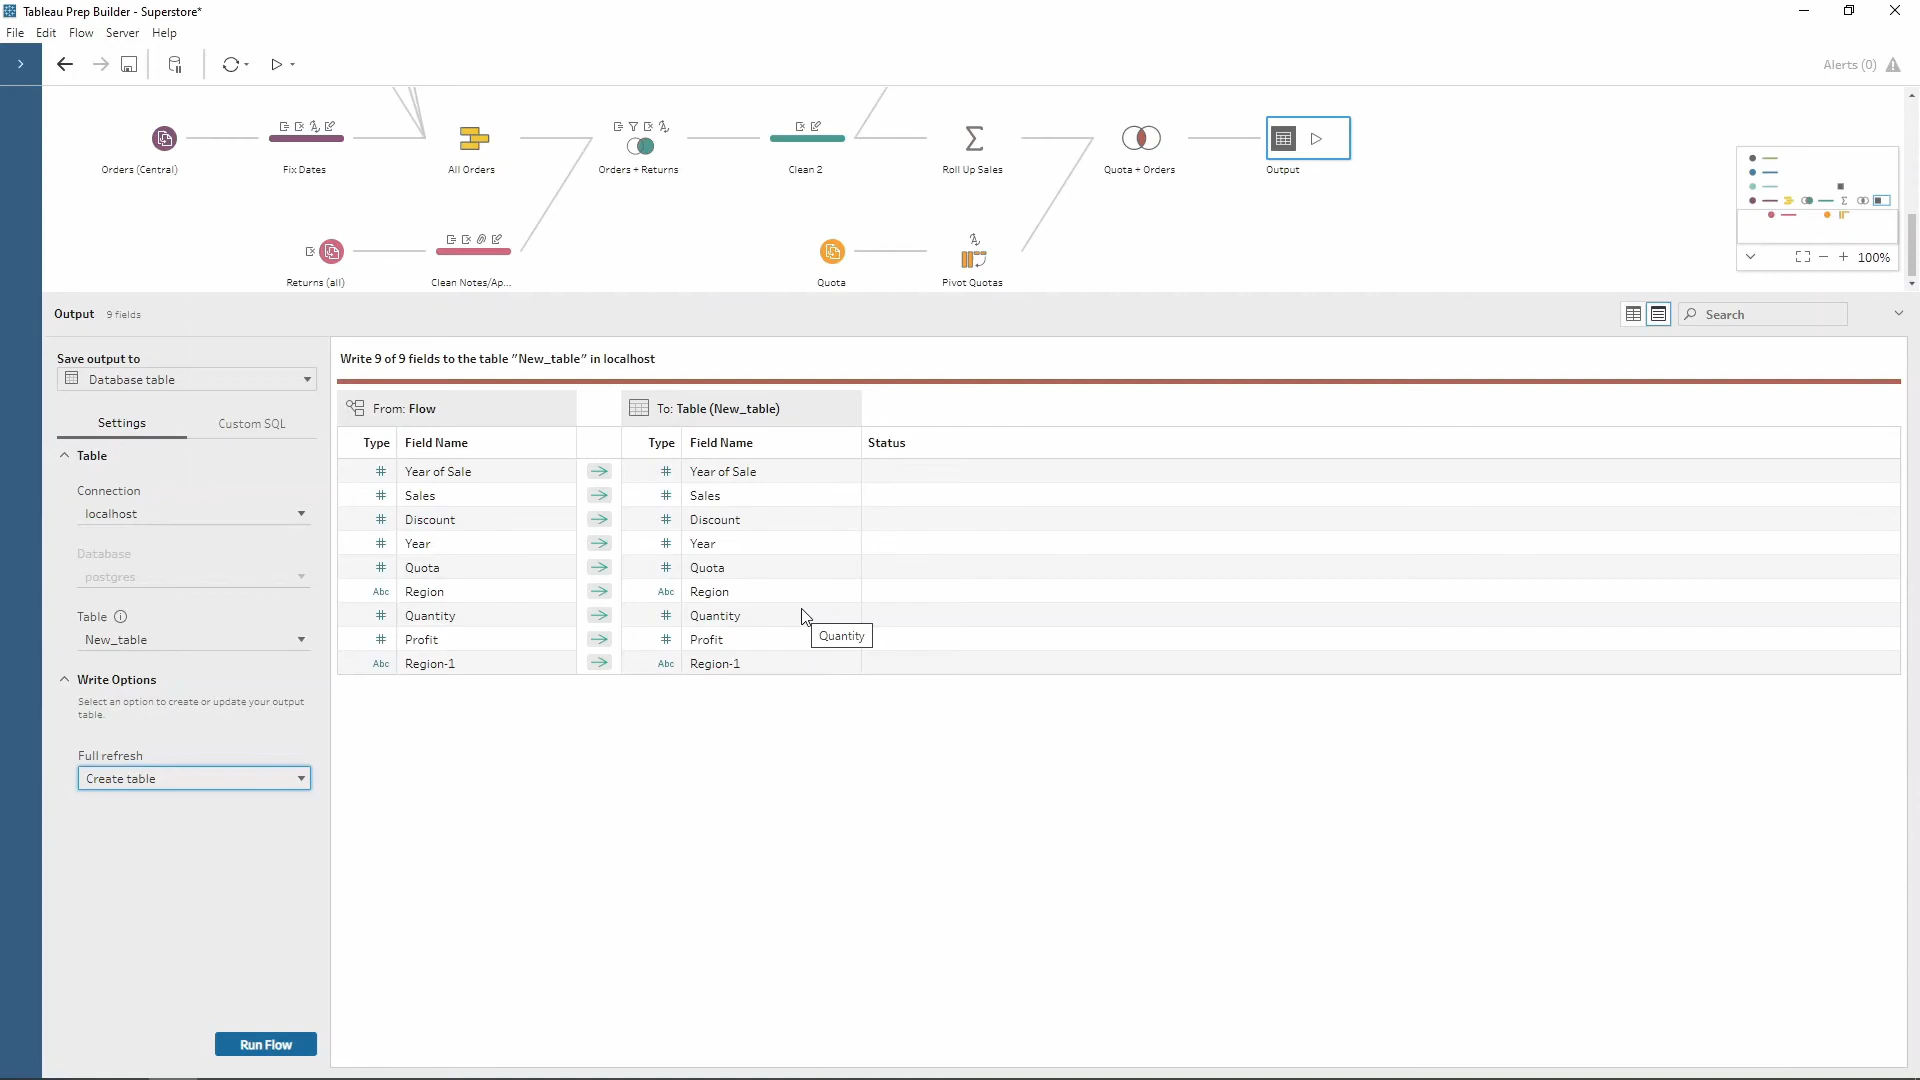 Tableau Prep Builder - Superstore*
File Edit Flow Server Help
Alerts (0)
Orders (Central)
Fix Dates
All Orders
Orders + Returns
Clean 2
Roll Up Sales
Quota + Orders
Output
Returns (all)
Clean Notes/Ap...
Quota
Pivot Quotas
100%
Output 9 fields
Search
Save output to
Database table
Settings Custom SQL
Table
Connection
localhost
Database
postgres
Table
New_table
Write Options
Select an option to create or update your output
table.
Full refresh
Create table
Run Flow
Write 9 of 9 fields to the table "New_table" in localhost
From: Flow To: Table (New_table)
Type Field Name Type Field Name Status
# Year of Sale # Year of Sale
# Sales # Sales
# Discount # Discount
# Year # Year
# Quota # Quota
Abc Region Abc Region
# Quantity # Quantity
Quantity
# Profit # Profit
Abc Region-1 Abc Region-1